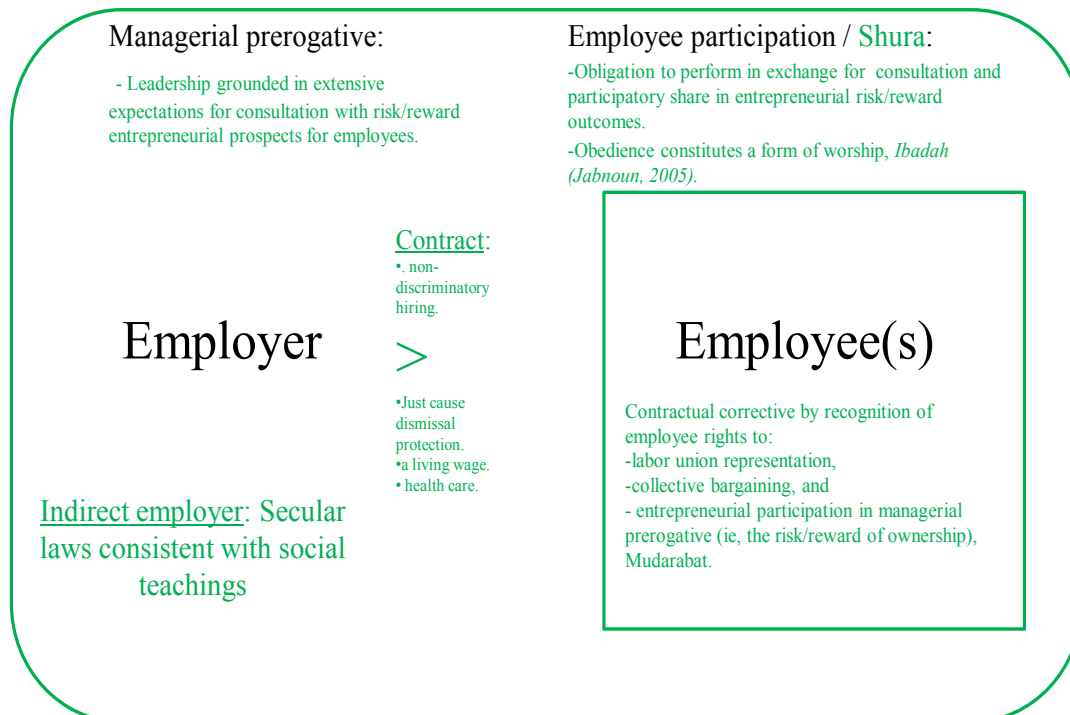 Managerial prerogative:
- Leadership grounded in extensive
expectations for consultation with risk/reward
entrepreneurial prospects for employees.
Employee participation / Shura:
-Obligation to perform in exchange for consultation and
participatory share in entrepreneurial risk/reward
outcomes.
-Obedience constitutes a form of worship, Ibadah
(Jabnoun, 2005).
Employer
Indirect employer: Secular
laws consistent with social
teachings
Contract:
•. non-
discriminatory
hiring.
>
•Just cause
dismissal
protection.
•a living wage.
• health care.
Employee(s)
Contractual corrective by recognition of
employee rights to:
-labor union representation,
-collective bargaining, and
- entrepreneurial participation in managerial
prerogative (ie, the risk/reward of ownership),
Mudarabat.